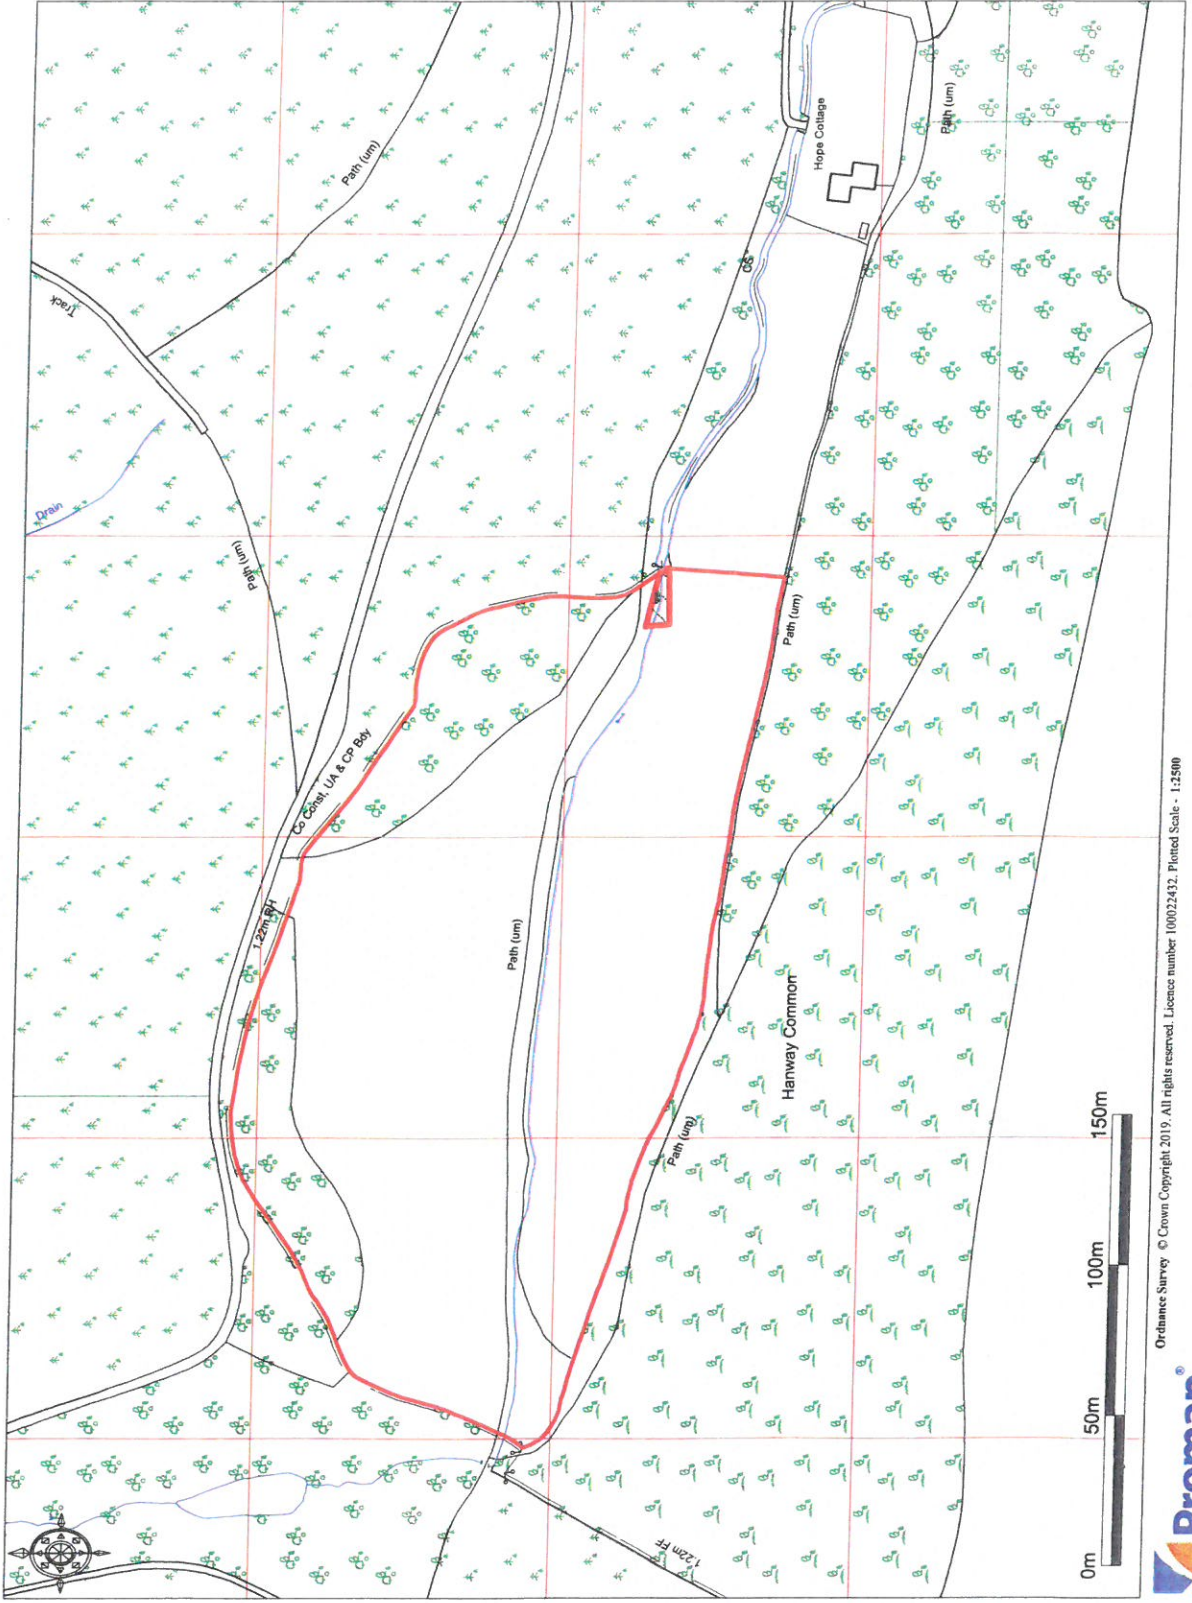 Track
Drain
Path (um)
Path (um)
Co Const, UA & CP Bdy
1.22m RH
Path (um)
Path (um)
Hope Cottage
Path (um)
Path (um)
Hanway Common
1.22m FF
0m
50m
100m
150m
Ordnance Survey © Crown Copyright 2019. All rights reserved. Licence number 100022432. Plotted Scale - 1:2500
Promap®